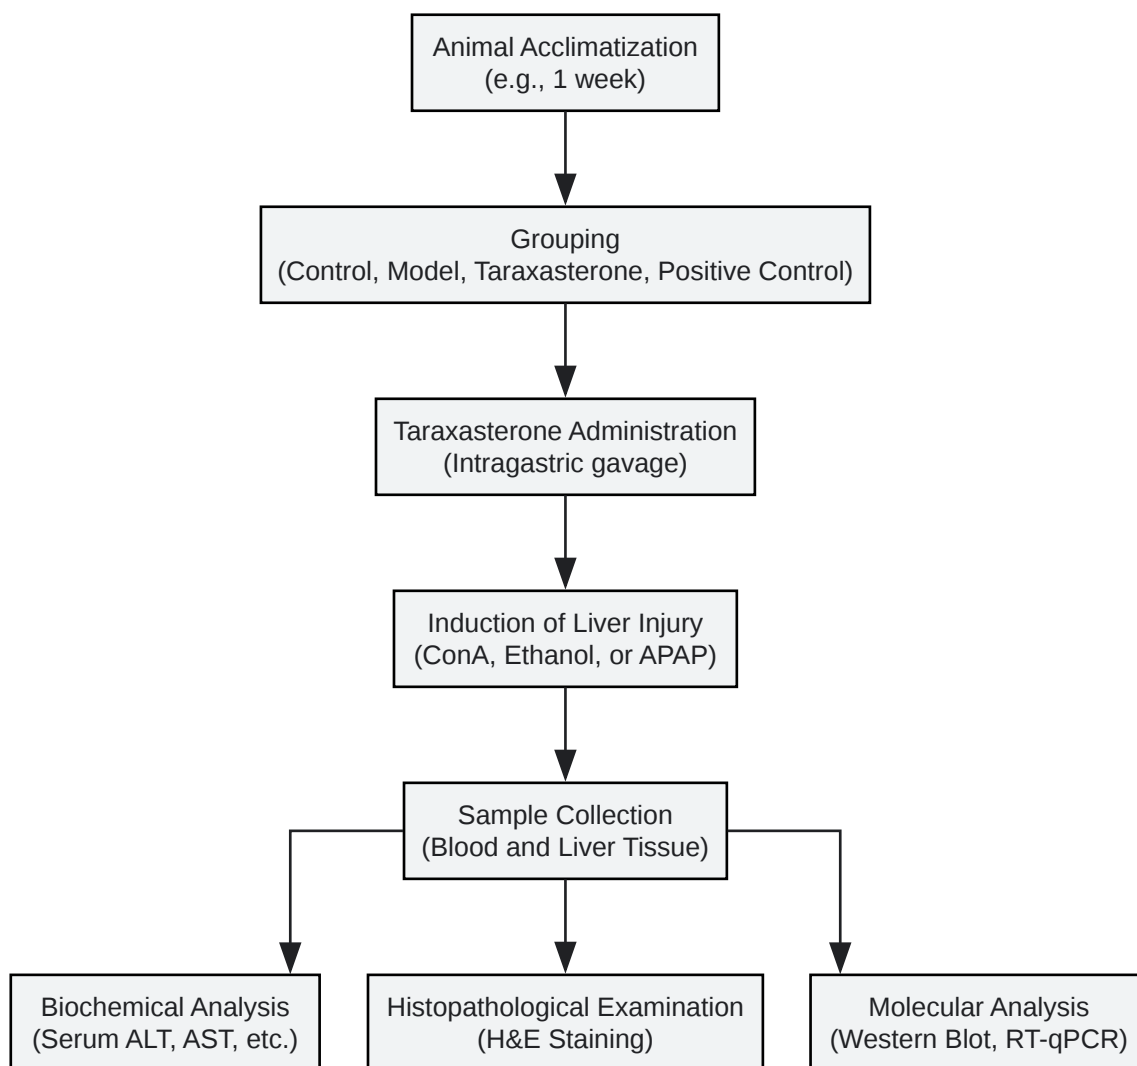 Animal Acclimatization
(e.g., 1 week)
Grouping
(Control, Model, Taraxasterone, Positive Control)
Taraxasterone Administration
(Intragastric gavage)
Induction of Liver Injury
(ConA, Ethanol, or APAP)
Sample Collection
(Blood and Liver Tissue)
Biochemical Analysis
(Serum ALT, AST, etc.)
Histopathological Examination
(H&E Staining)
Molecular Analysis
(Western Blot, RT-qPCR)